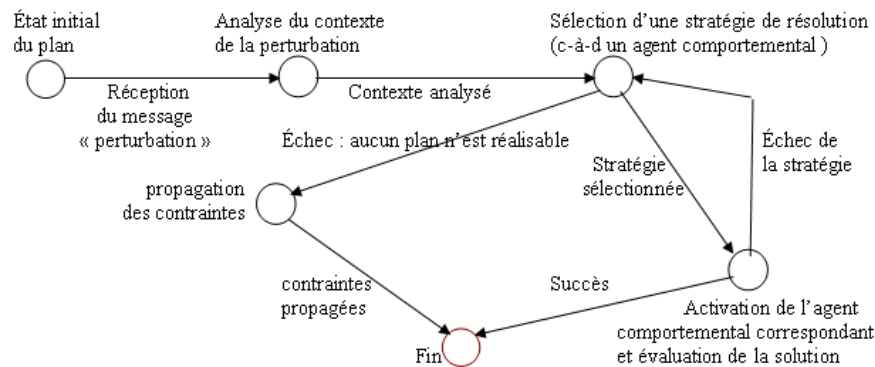 État initial
du plan
Analyse du contexte
de la perturbation
Sélection d'une stratégie de résolution
(c-à-d un agent comportemental )
Réception
du message
« perturbation »
Contexte analysé
Échec : aucun plan n'est réalisable
Stratégie
sélectionnée
Échec de
la stratégie
propagation
des contraintes
contraintes
propagées
Succès
Activation de l'agent
comportemental correspondant
et évaluation de la solution
Fin